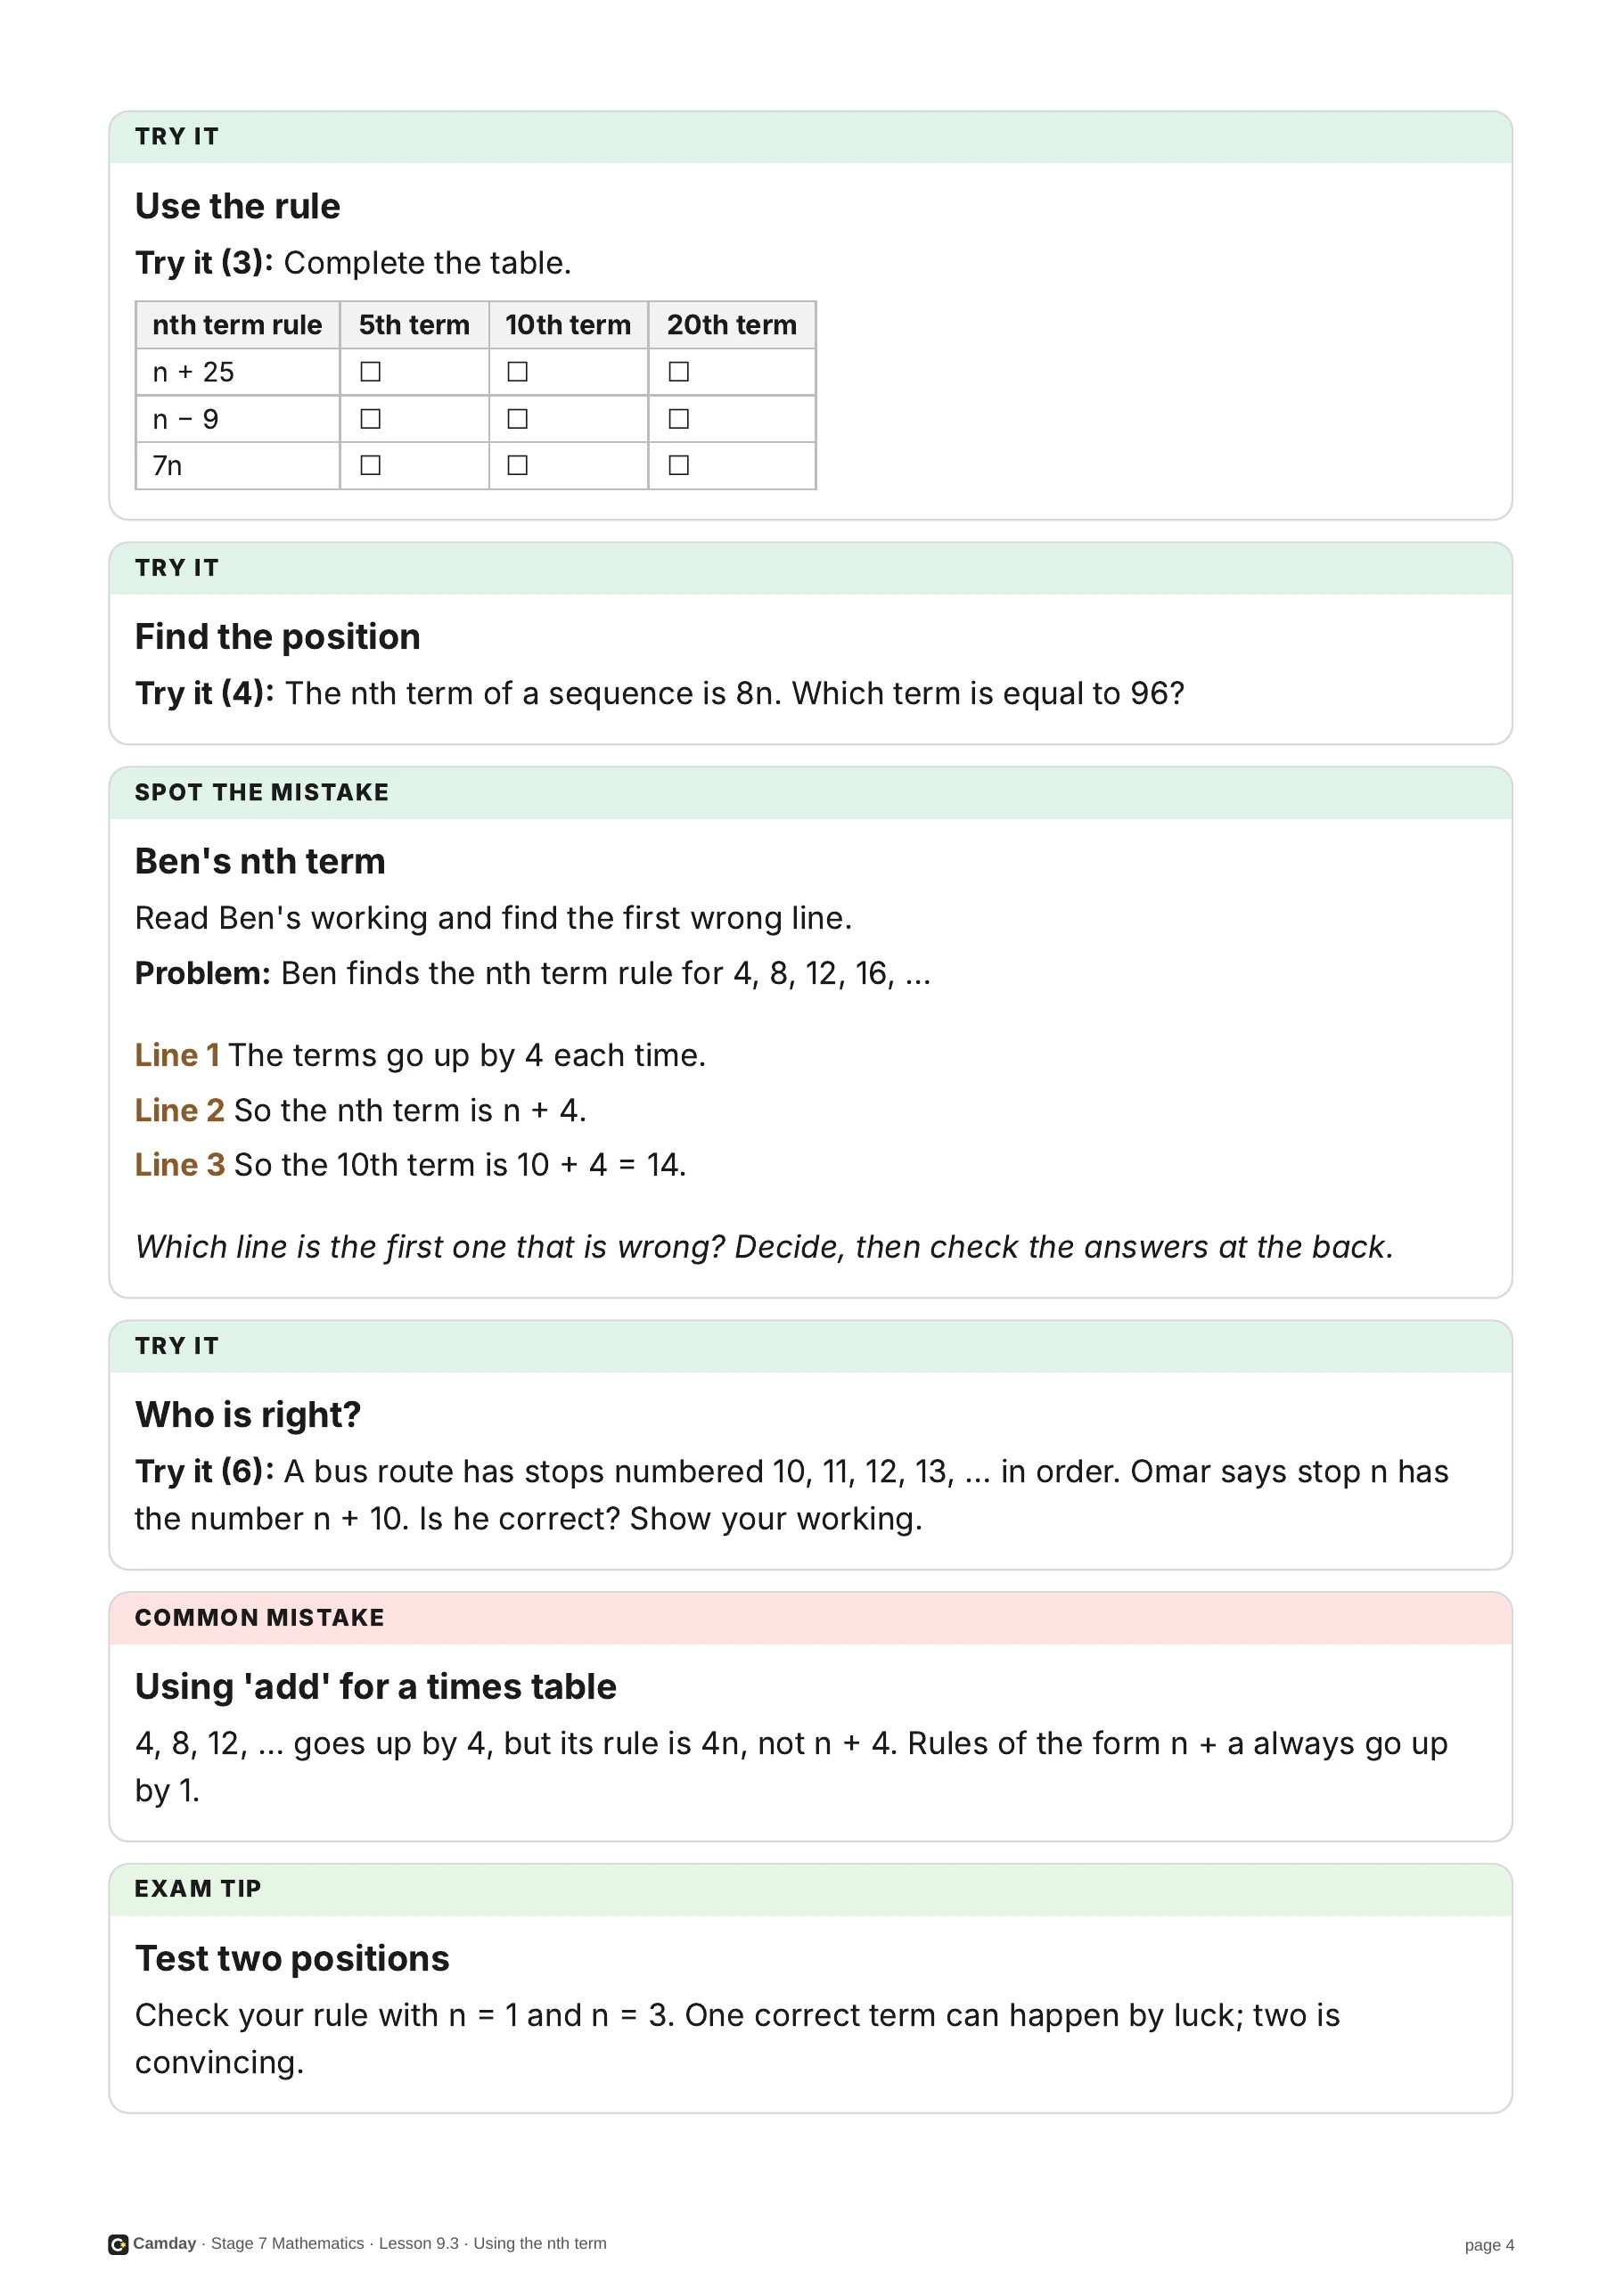 TRY IT
Use the rule
Try it (3): Complete the table.
nth term rule 5th term 10th term 20th term
n + 25 ☐ ☐ ☐
n − 9 ☐ ☐ ☐
7n ☐ ☐ ☐
TRY IT
Find the position
Try it (4): The nth term of a sequence is 8n. Which term is equal to 96?
SPOT THE MISTAKE
Ben's nth term
Read Ben's working and find the first wrong line.
Problem: Ben finds the nth term rule for 4, 8, 12, 16, ...
Line 1 The terms go up by 4 each time.
Line 2 So the nth term is n + 4.
Line 3 So the 10th term is 10 + 4 = 14.
Which line is the first one that is wrong? Decide, then check the answers at the back.
TRY IT
Who is right?
Try it (6): A bus route has stops numbered 10, 11, 12, 13, ... in order. Omar says stop n has
the number n + 10. Is he correct? Show your working.
COMMON MISTAKE
Using 'add' for a times table
4, 8, 12, ... goes up by 4, but its rule is 4n, not n + 4. Rules of the form n + a always go up
by 1.
EXAM TIP
Test two positions
Check your rule with n = 1 and n = 3. One correct term can happen by luck; two is
convincing.
Camday · Stage 7 Mathematics · Lesson 9.3 · Using the nth term
page 4